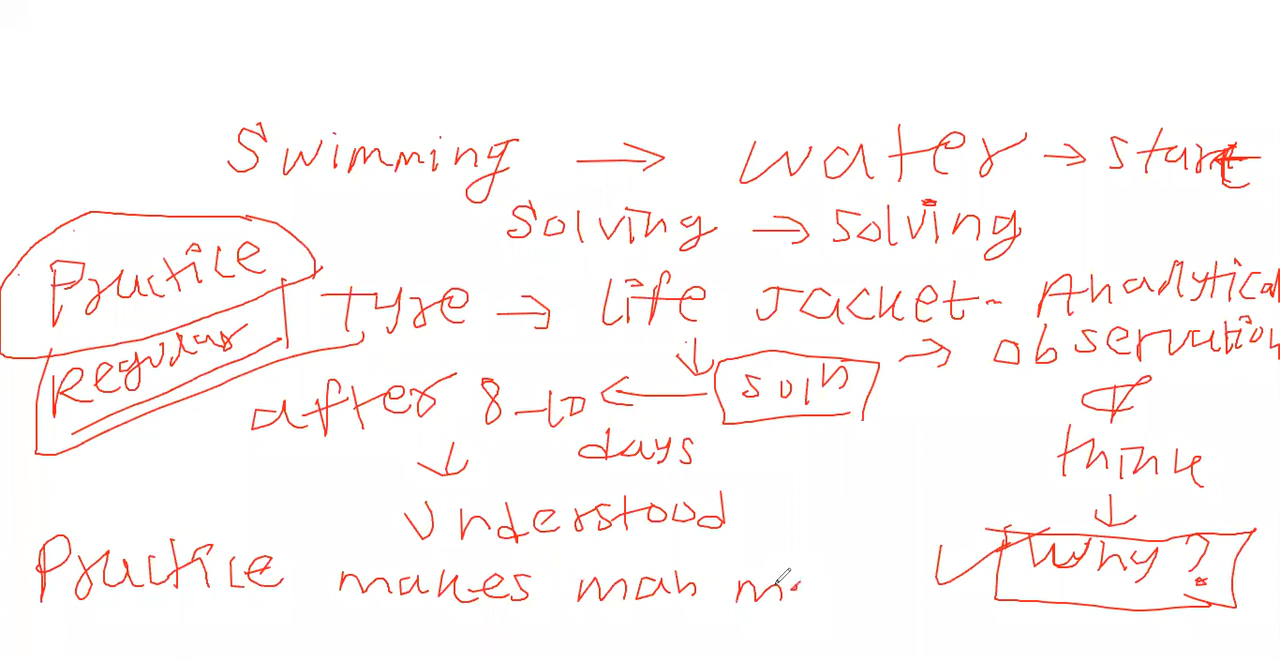 Swimming → water → start
Solving → solving
Practice
Regular
Type → Life Jacket - Analytical
observation
soln
after 8-10
days
&
think
understood
Why?
Practice makes man m